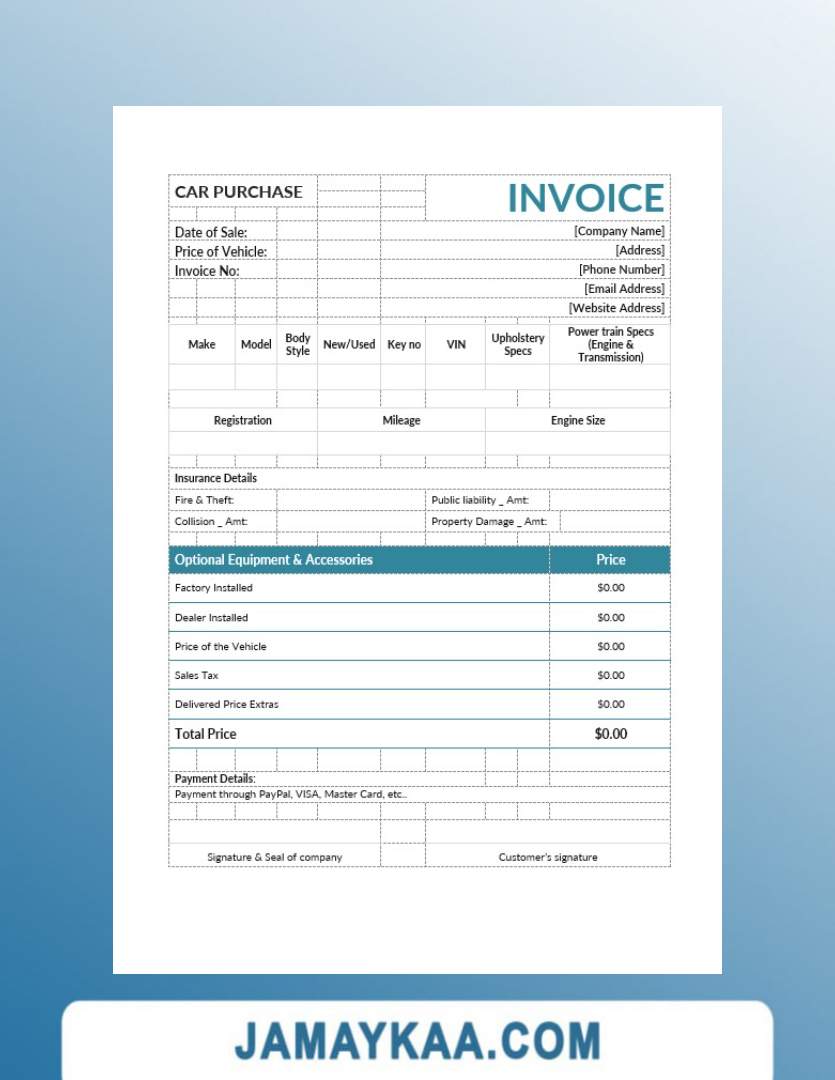 CAR PURCHASE
INVOICE
Date of Sale:
[Company Name]
Price of Vehicle:
[Address]
Invoice No:
[Phone Number]
[Email Address]
[Website Address]
Make Model Body Style New/Used Key no VIN Upholstery Specs Power train Specs (Engine & Transmission)
Registration Mileage Engine Size
Insurance Details
Fire & Theft: Public liability _ Amt:
Collision _ Amt: Property Damage _ Amt:
Optional Equipment & Accessories Price
Factory Installed $0.00
Dealer Installed $0.00
Price of the Vehicle $0.00
Sales Tax $0.00
Delivered Price Extras $0.00
Total Price $0.00
Payment Details:
Payment through PayPal, VISA, Master Card, etc..
Signature & Seal of company Customer's signature
JAMAYKAA.COM